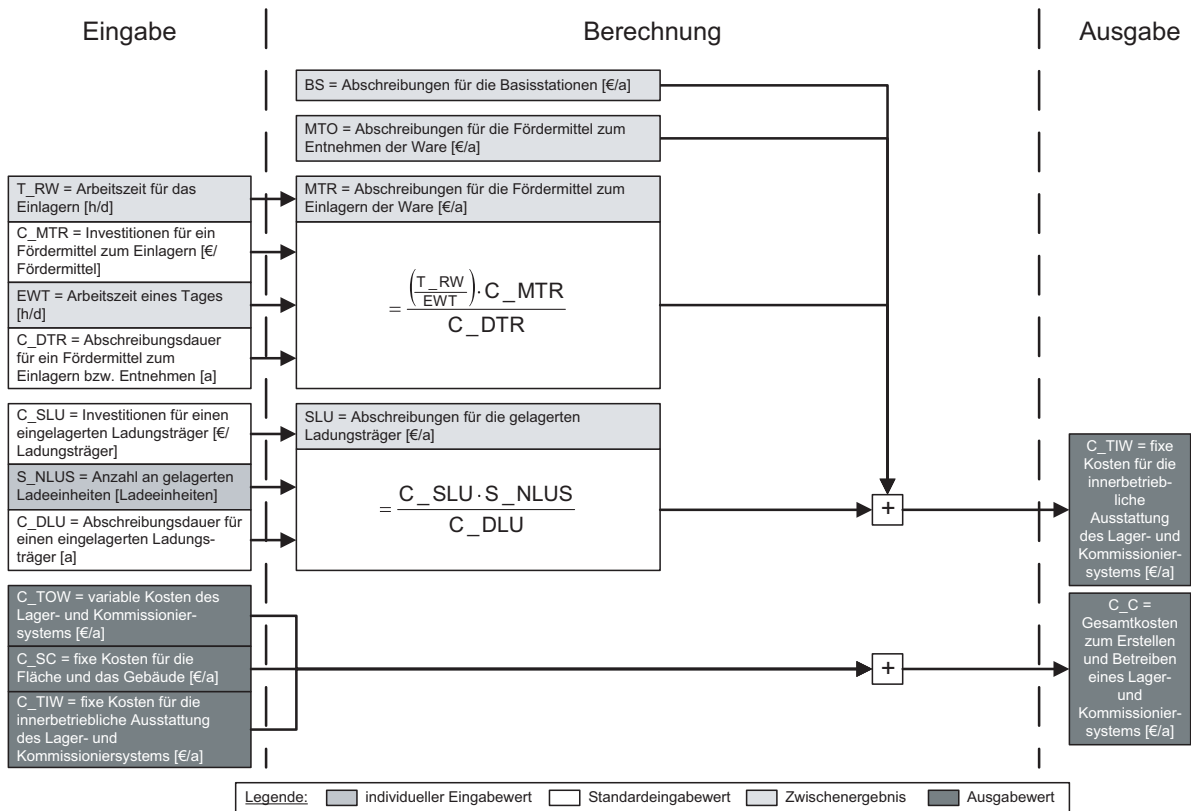 Eingabe
Berechnung
Ausgabe
BS = Abschreibungen für die Basisstationen [€/a]
MTO = Abschreibungen für die Fördermittel zum
Entnehmen der Ware [€/a]
T_RW = Arbeitszeit für das
Einlagern [h/d]
C_MTR = Investitionen für ein
Fördermittel zum Einlagern [€/
Fördermittel]
EWT = Arbeitszeit eines Tages
[h/d]
C_DTR = Abschreibungsdauer
für ein Fördermittel zum
Einlagern bzw. Entnehmen [a]
MTR = Abschreibungen für die Fördermittel zum
Einlagern der Ware [€/a]
= (T_RW / EWT) · C_MTR
C_DTR
C_SLU = Investitionen für einen
eingelagerten Ladungsträger [€/
Ladungsträger]
S_NLUS = Anzahl an gelagerten
Ladeeinheiten [Ladeeinheiten]
C_DLU = Abschreibungsdauer für
einen eingelagerten Ladungs-
träger [a]
SLU = Abschreibungen für die gelagerten
Ladungsträger [€/a]
= C_SLU · S_NLUS
C_DLU
+
C_TIW = fixe
Kosten für die
innerbetrieb-
liche
Ausstattung
des Lager- und
Kommissionier-
systems [€/a]
C_TOW = variable Kosten des
Lager- und Kommissionier-
systems [€/a]
C_SC = fixe Kosten für die
Fläche und das Gebäude [€/a]
C_TIW = fixe Kosten für die
innerbetriebliche Ausstattung
des Lager- und
Kommissioniersystems [€/a]
+
C_C =
Gesamtkosten
zum Erstellen
und Betreiben
eines Lager-
und
Kommissionier-
systems [€/a]
Legende: individueller Eingabewert Standardeingabewert Zwischenergebnis Ausgabewert